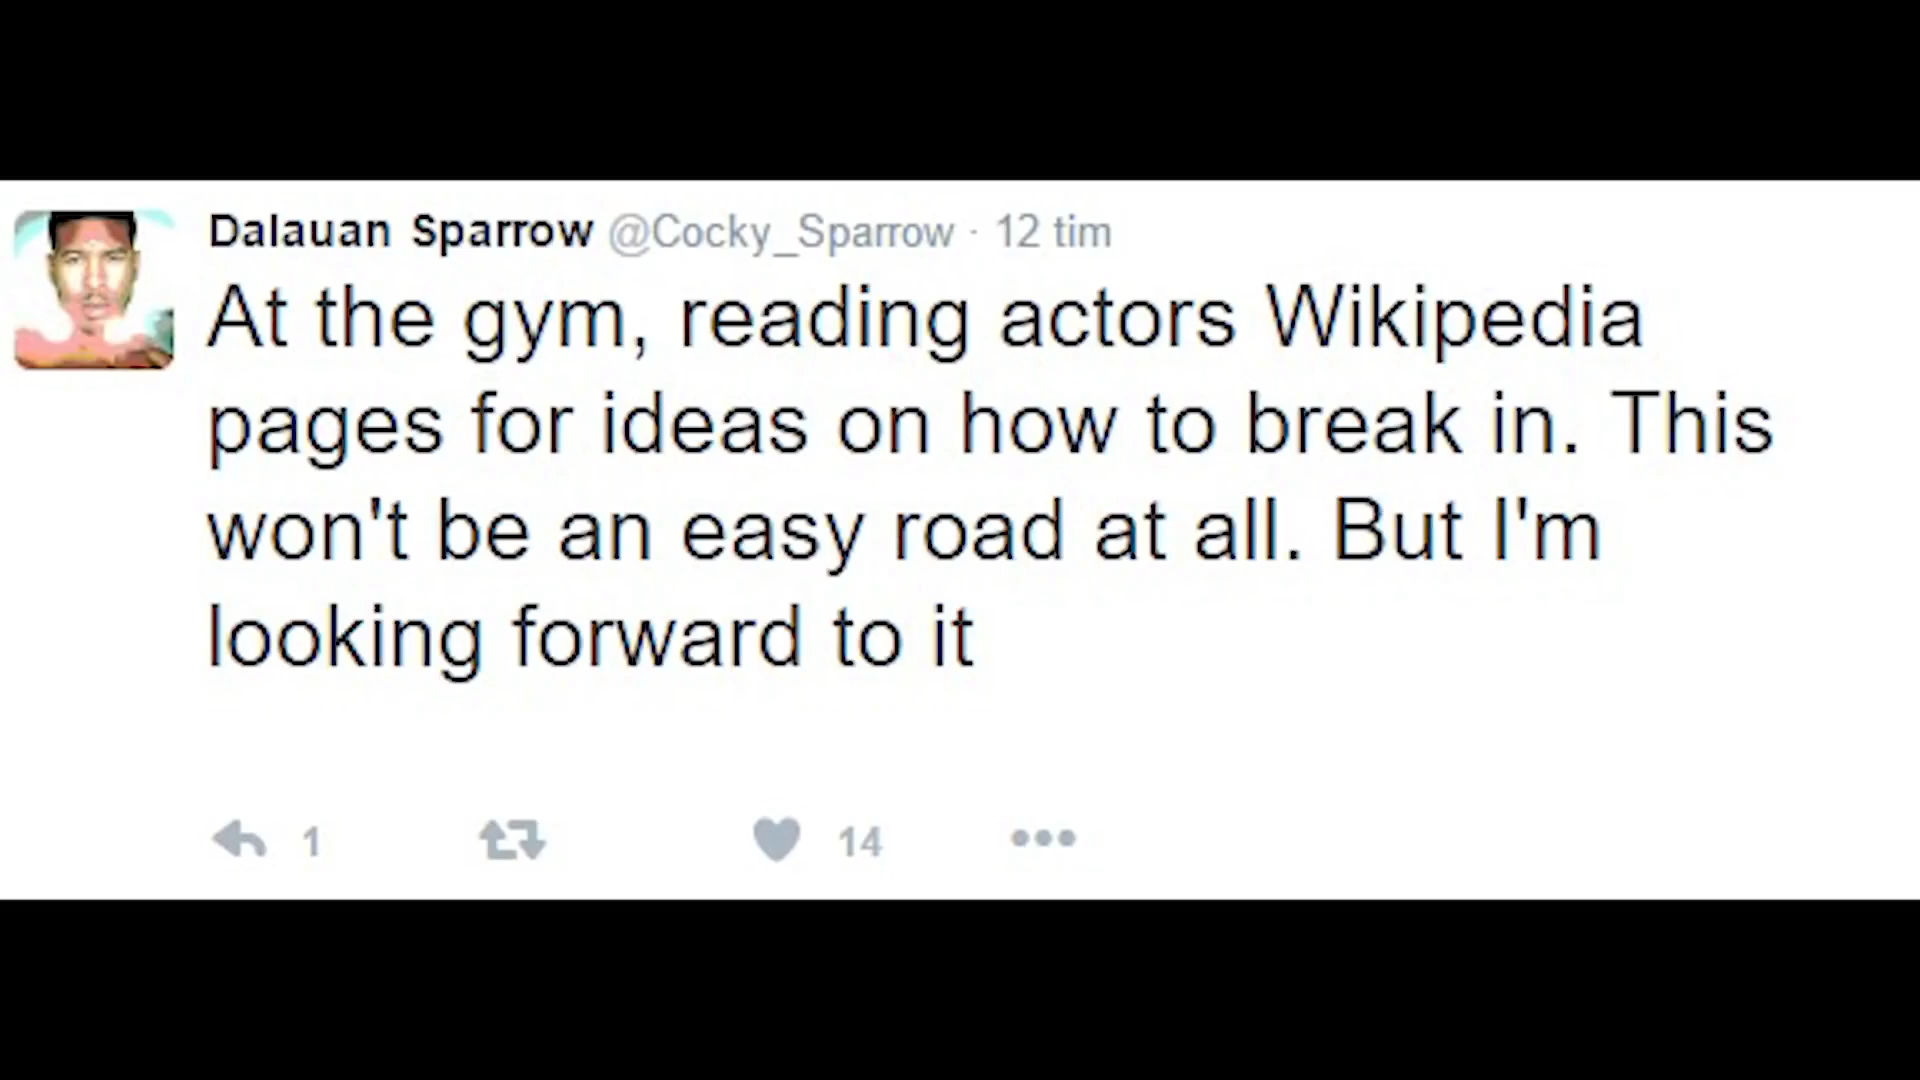 Dalauan Sparrow @Cocky_Sparrow · 12 tim
At the gym, reading actors Wikipedia
pages for ideas on how to break in. This
won't be an easy road at all. But I'm
looking forward to it
1 14